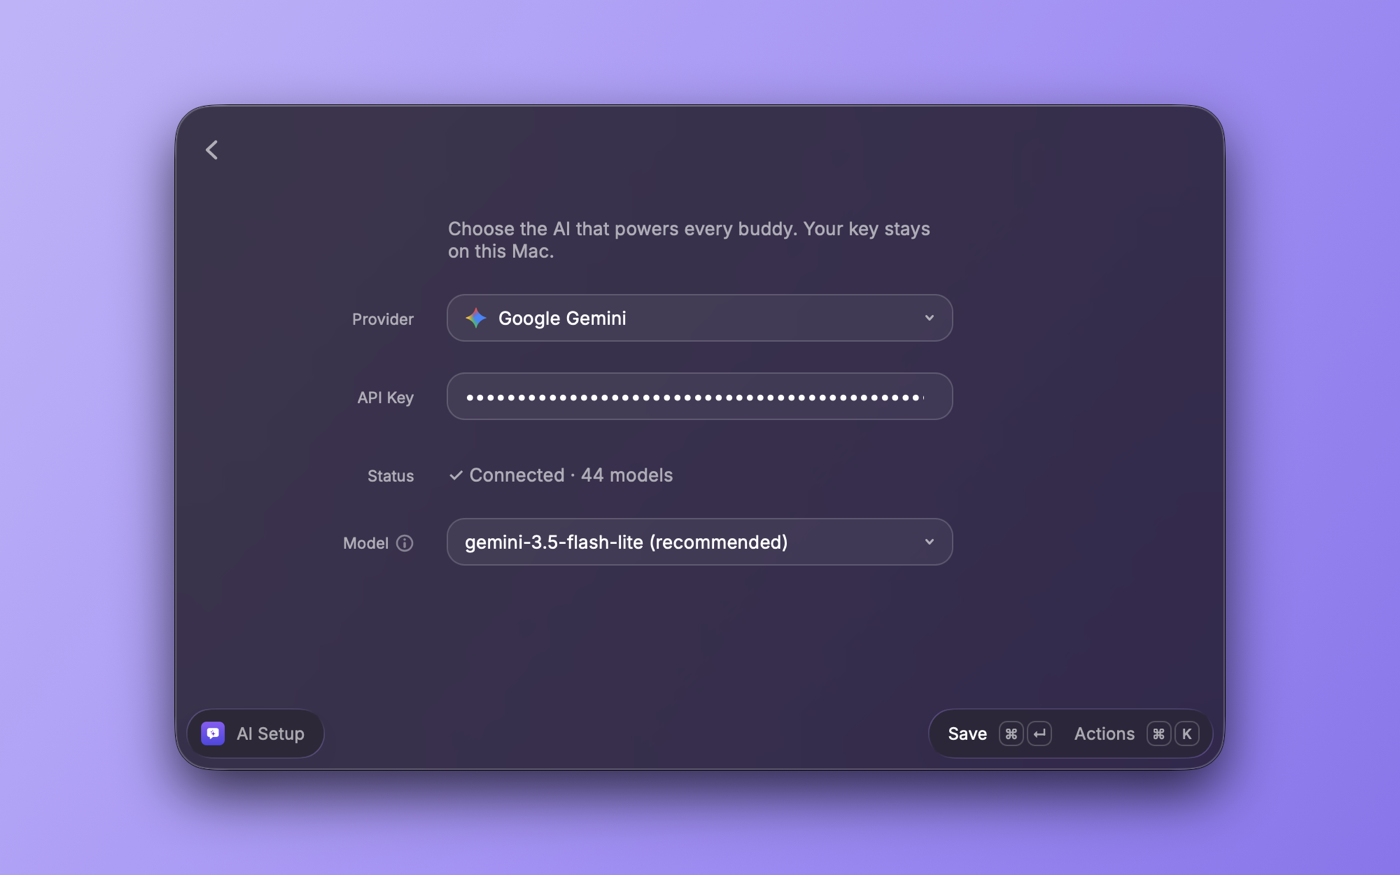 Choose the AI that powers every buddy. Your key stays
on this Mac.
Provider
Google Gemini
API Key
••••••••••••••••••••••••••••••••••••••••••••
Status
✓ Connected · 44 models
Model ⓘ
gemini-3.5-flash-lite (recommended)
AI Setup
Save ⌘ ↵ Actions ⌘ K